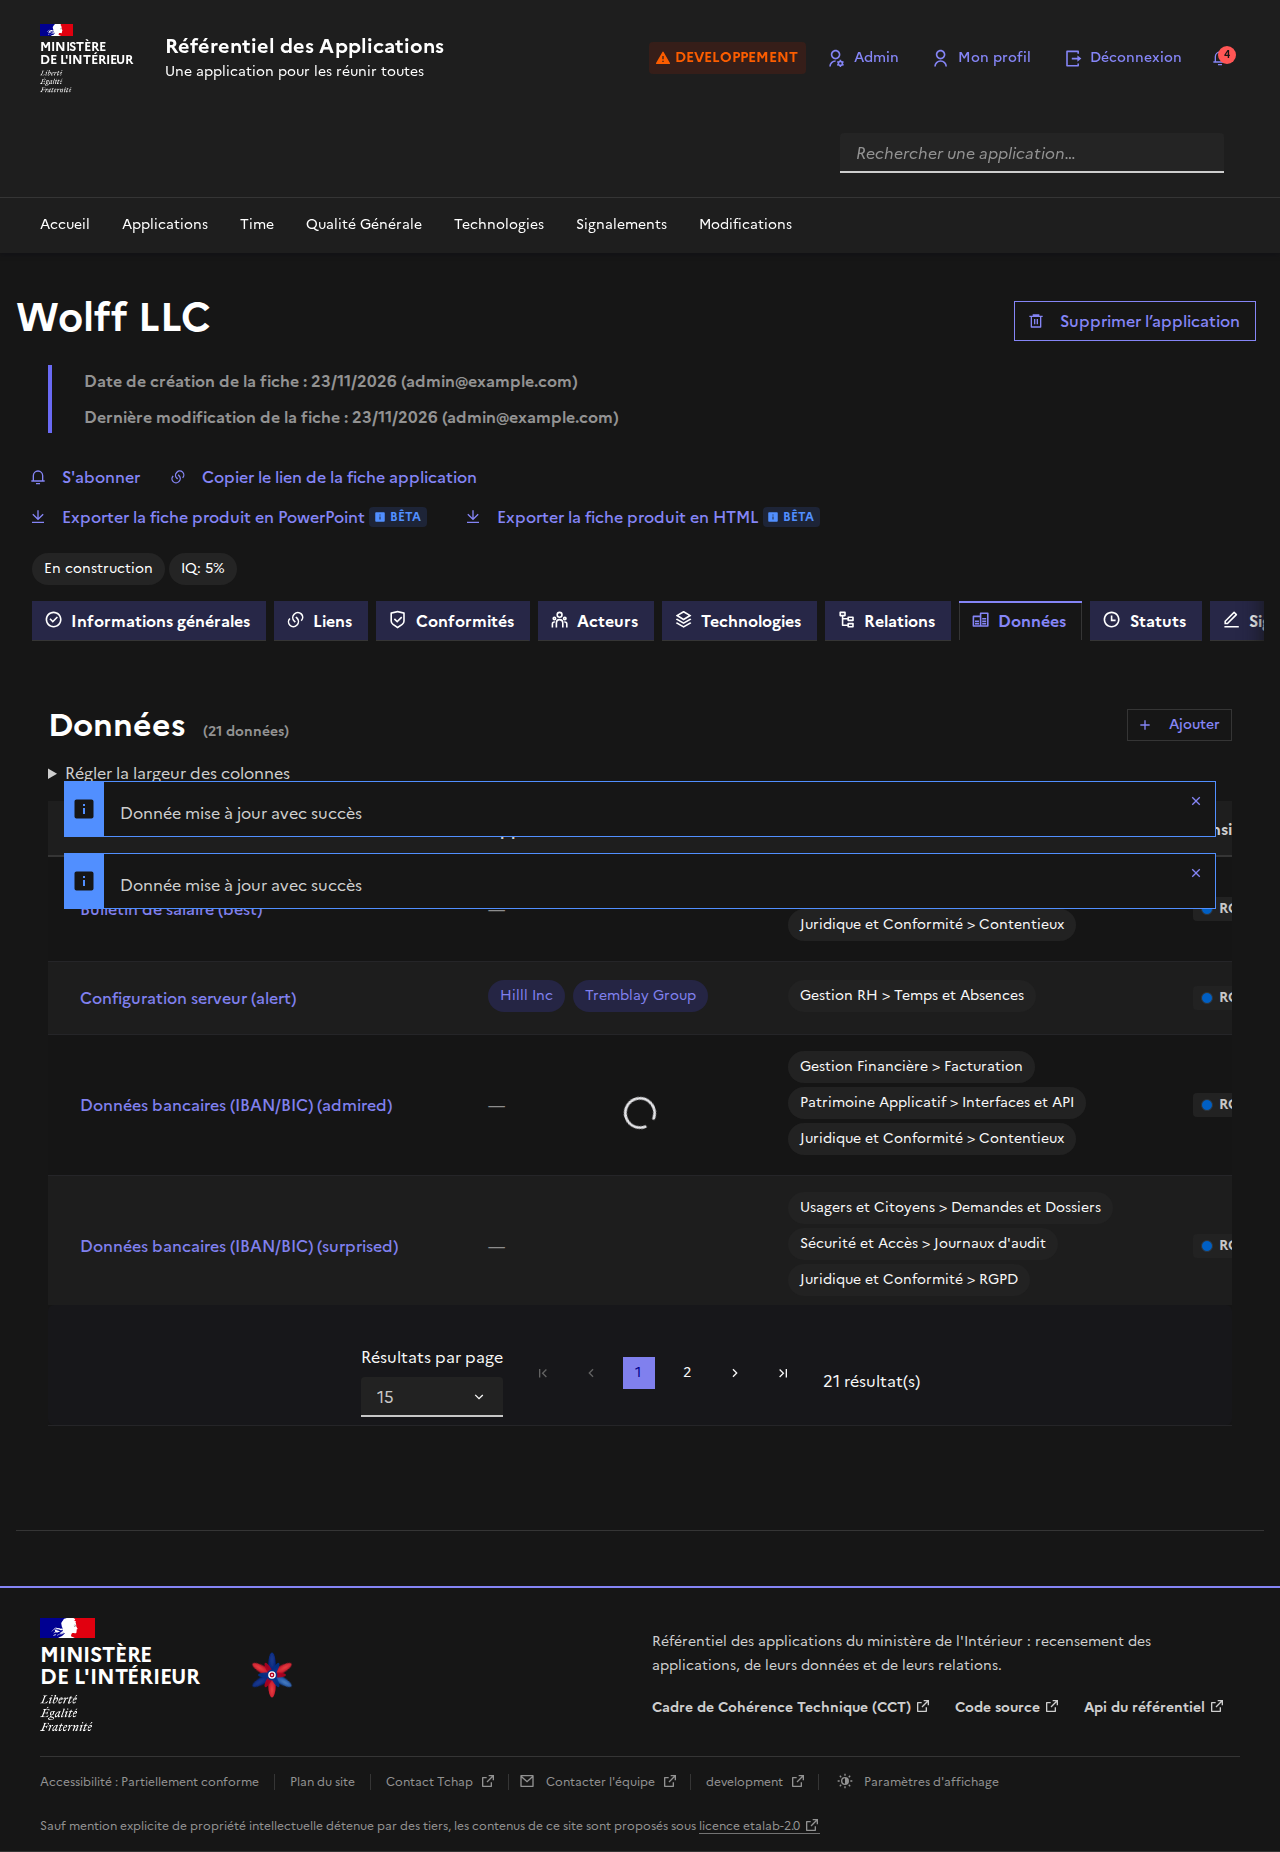 MINISTÈRE
DE L'INTÉRIEUR
Liberté
Égalité
Fraternité
Référentiel des Applications
Une application pour les réunir toutes
DEVELOPPEMENT
Admin
Mon profil
Déconnexion
4
Rechercher une application...
Accueil
Applications
Time
Qualité Générale
Technologies
Signalements
Modifications
Wolff LLC
Supprimer l’application
Date de création de la fiche : 23/11/2026 (admin@example.com)
Dernière modification de la fiche : 23/11/2026 (admin@example.com)
S'abonner
Copier le lien de la fiche application
Exporter la fiche produit en PowerPoint
BÊTA
Exporter la fiche produit en HTML
BÊTA
En construction
IQ: 5%
Informations générales
Liens
Conformités
Acteurs
Technologies
Relations
Données
Statuts
Données
(21 données)
Ajouter
Régler la largeur des colonnes
Donnée mise à jour avec succès
Donnée mise à jour avec succès
Bulletin de salaire (best)
—
Juridique et Conformité > Contentieux
Configuration serveur (alert)
Hilll Inc
Tremblay Group
Gestion RH > Temps et Absences
Gestion Financière > Facturation
Données bancaires (IBAN/BIC) (admired)
—
Patrimoine Applicatif > Interfaces et API
Juridique et Conformité > Contentieux
Usagers et Citoyens > Demandes et Dossiers
Données bancaires (IBAN/BIC) (surprised)
—
Sécurité et Accès > Journaux d'audit
Juridique et Conformité > RGPD
Résultats par page
15
1
2
21 résultat(s)
MINISTÈRE
DE L'INTÉRIEUR
Liberté
Égalité
Fraternité
Référentiel des applications du ministère de l'Intérieur : recensement des
applications, de leurs données et de leurs relations.
Cadre de Cohérence Technique (CCT)
Code source
Api du référentiel
Accessibilité : Partiellement conforme
Plan du site
Contact Tchap
Contacter l'équipe
development
Paramètres d'affichage
Sauf mention explicite de propriété intellectuelle détenue par des tiers, les contenus de ce site sont proposés sous licence etalab-2.0